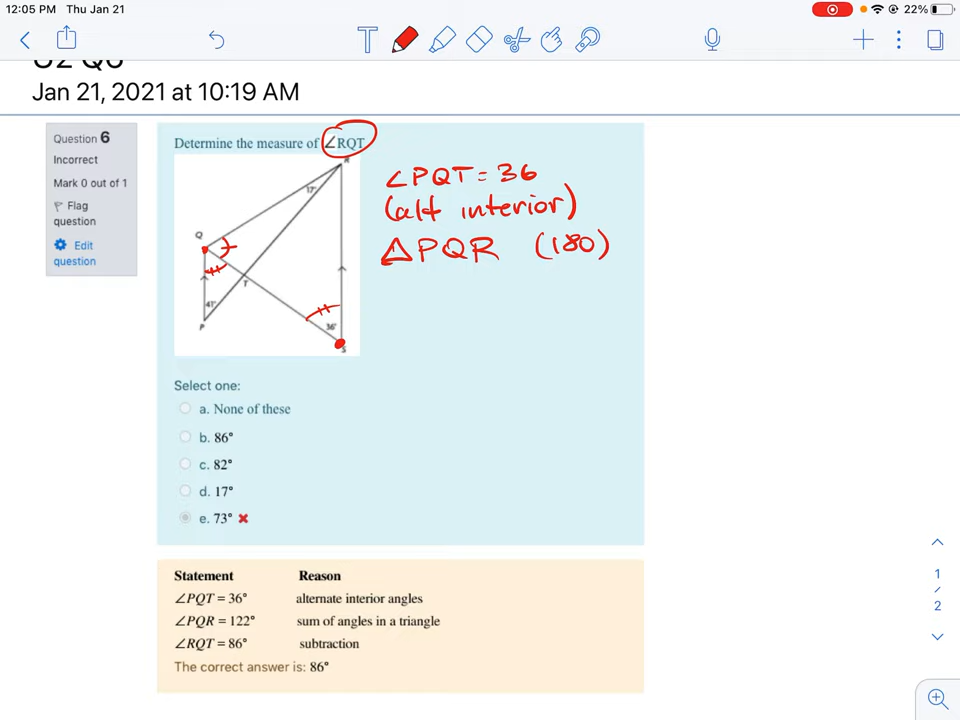 12:05 PM Thu Jan 21
22%
Jan 21, 2021 at 10:19 AM
Question 6
Incorrect
Mark 0 out of 1
Flag question
Edit question
Determine the measure of ∠RQT
R
17°
Q
T
41°
P
36°
S
∠PQT = 36
(alt interior)
△PQR (180)
Select one:
a. None of these
b. 86°
c. 82°
d. 17°
e. 73° ✖
Statement Reason
∠PQT = 36° alternate interior angles
∠PQR = 122° sum of angles in a triangle
∠RQT = 86° subtraction
The correct answer is: 86°
1
/
2